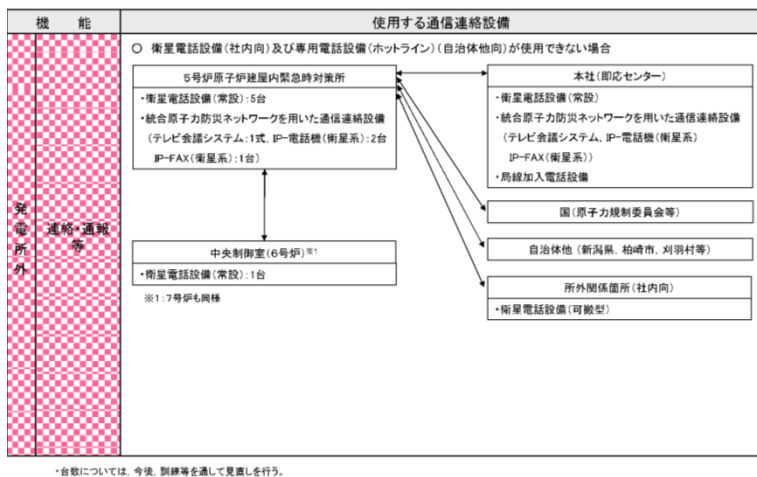 機　能
使用する通信連絡設備
発電所外
連絡・通報等
○ 衛星電話設備(社内向)及び専用電話設備(ホットライン)(自治体他向)が使用できない場合
5号炉原子炉建屋内緊急時対策所
・衛星電話設備(常設):5台
・統合原子力防災ネットワークを用いた通信連絡設備
(テレビ会議システム:1式, IP-電話機(衛星系):2台
IP-FAX(衛星系):1台)
中央制御室(6号炉)※1
・衛星電話設備(常設):1台
※1:7号炉も同様
本社(即応センター)
・衛星電話設備(常設)
・統合原子力防災ネットワークを用いた通信連絡設備
(テレビ会議システム, IP-電話機(衛星系)
IP-FAX(衛星系))
・局線加入電話設備
国(原子力規制委員会等)
自治体他 (新潟県, 柏崎市, 刈羽村等)
所外関係箇所(社内向)
・衛星電話設備(可搬型)
・台数については, 今後, 訓練等を通して見直しを行う。